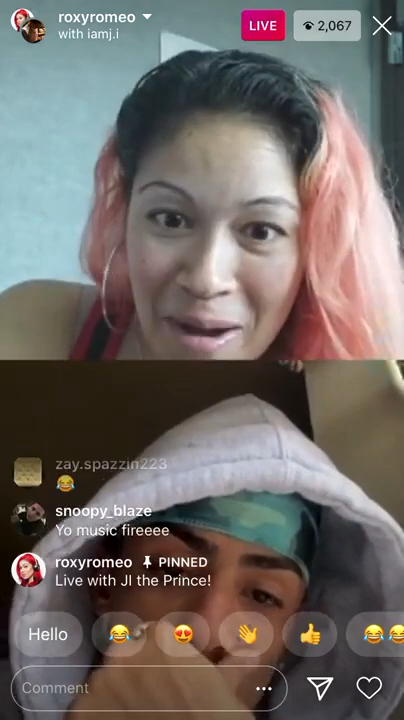 roxyromeo
with iamj.i
LIVE
2,067
zay.spazzin223
😂
snoopy_blaze
Yo music fireeee
roxyromeo PINNED
Live with JI the Prince!
Hello 😂 😍 👋 👍 😂😂
Comment